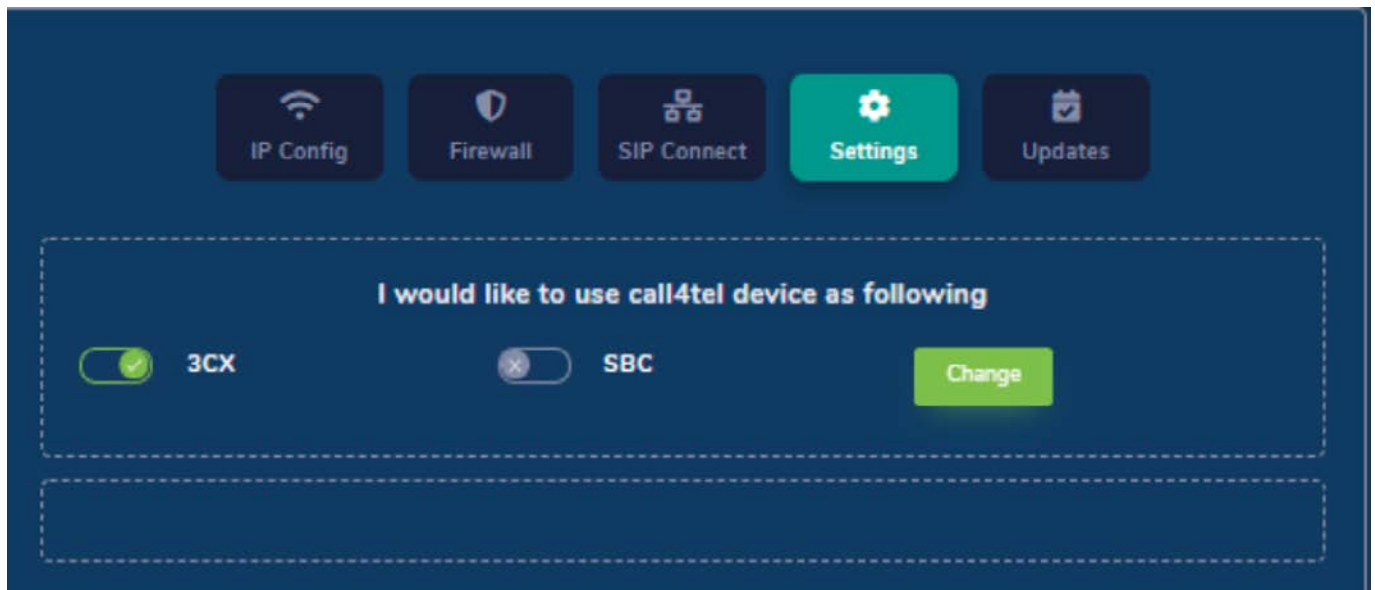 IP Config
Firewall
SIP Connect
Settings
Updates
I would like to use call4tel device as following
3CX
SBC
Change